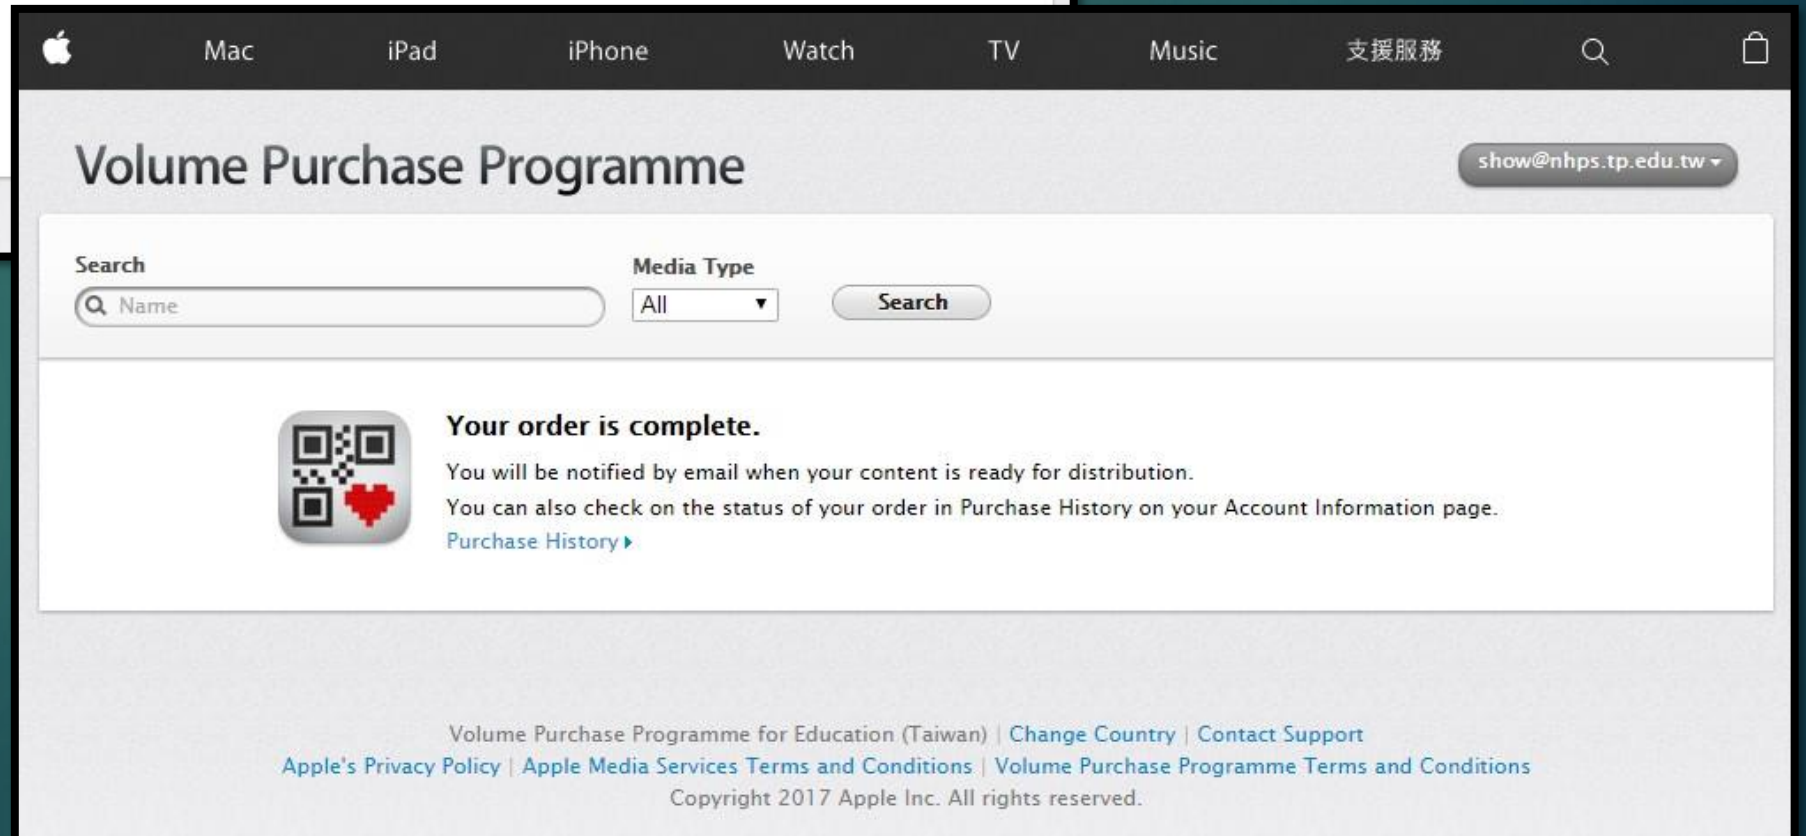 Mac iPad iPhone Watch TV Music 支援服務
Volume Purchase Programme
show@nhps.tp.edu.tw
Search
Media Type
Name
All
Search
Your order is complete.
You will be notified by email when your content is ready for distribution.
You can also check on the status of your order in Purchase History on your Account Information page.
Purchase History
Volume Purchase Programme for Education (Taiwan) | Change Country | Contact Support
Apple's Privacy Policy | Apple Media Services Terms and Conditions | Volume Purchase Programme Terms and Conditions
Copyright 2017 Apple Inc. All rights reserved.